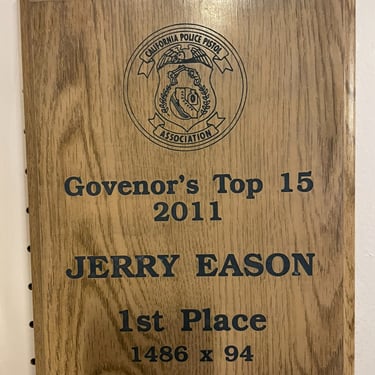 CALIFORNIA POLICE PISTOL
ASSOCIATION
Govenor's Top 15
2011
JERRY EASON
1st Place
1486 x 94